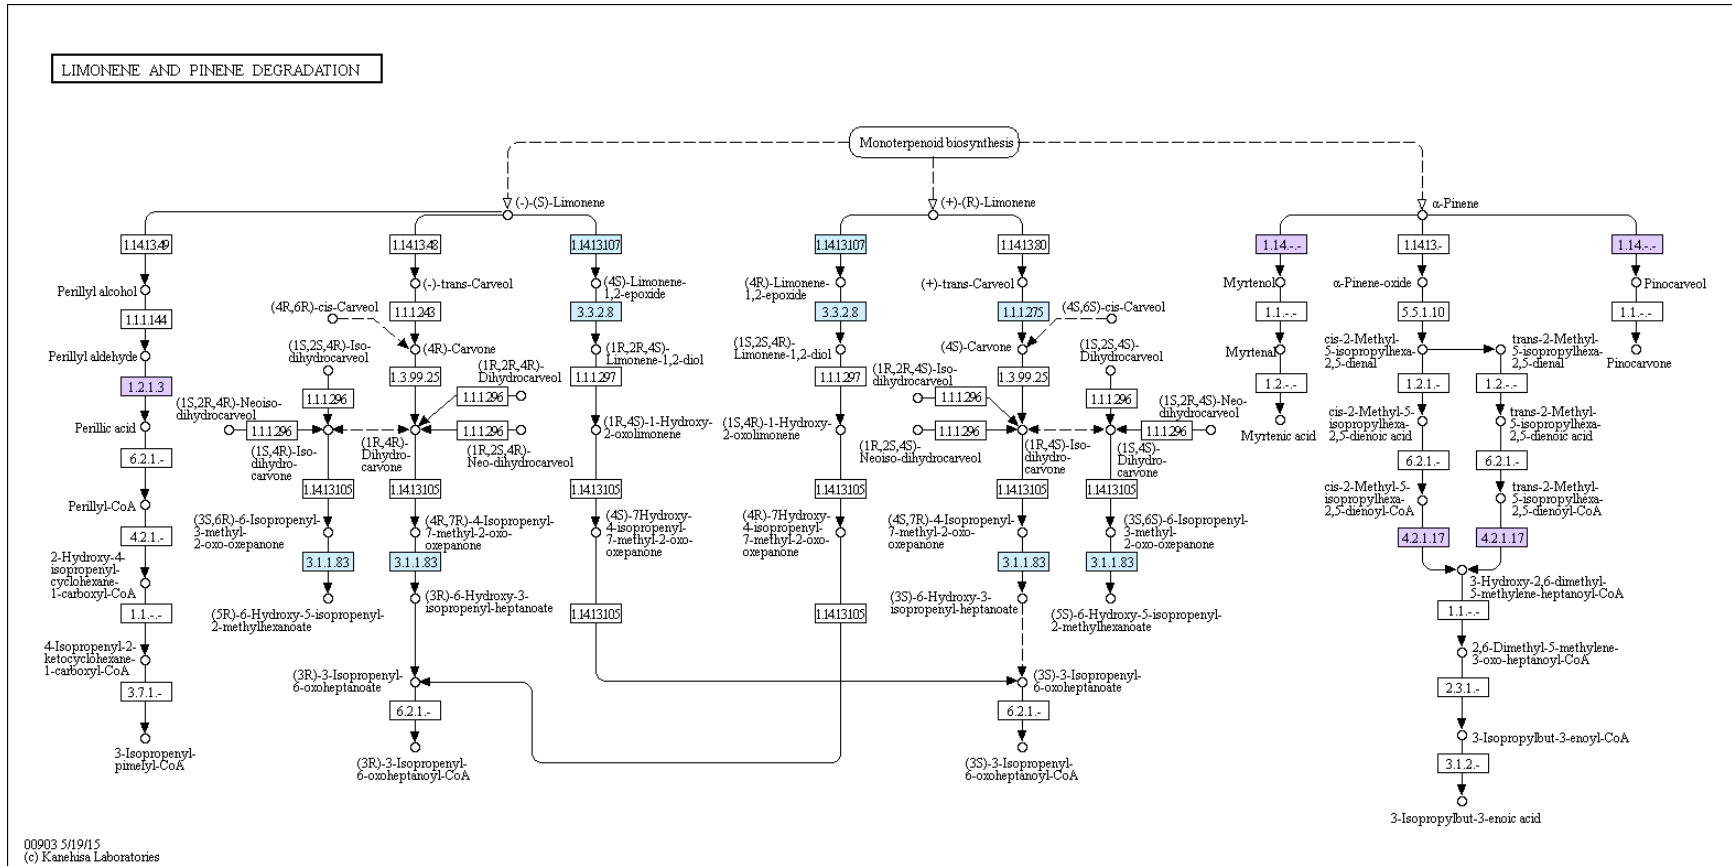 LIMONENE AND PINENE DEGRADATION
Monoterpenoid biosynthesis
(-)-(S)-Limonene
(+)-(R)-Limonene
α-Pinene
1.14.13.49
1.14.13.48
1.14.13.107
1.14.13.107
1.14.13.80
1.14.-.-
1.14.13.-
1.14.-.-
Perillyl alcohol
(-)-trans-Carveol
(4S)-Limonene-
1,2-epoxide
(4R)-Limonene-
1,2-epoxide
(+)-trans-Carveol
Myrtenol
α-Pinene-oxide
Pinocarveol
1.1.1.144
(4R,6R)-cis-Carveol
1.1.1.243
3.3.2.8
3.3.2.8
1.1.1.275
(4S,6S)-cis-Carveol
1.1.-.-
5.5.1.10
1.1.-.-
Perillyl aldehyde
(1S,2S,4R)-Iso-
dihydrocarveol
(4R)-Carvone
(1R,2R,4S)-
Limonene-1,2-diol
(1S,2S,4R)-
Limonene-1,2-diol
(4S)-Carvone
(1S,2S,4S)-
Dihydrocarveol
Myrtenal
cis-2-Methyl-
5-isopropylhexa-
2,5-dienal
trans-2-Methyl-
5-isopropylhexa-
2,5-dienal
Pinocarvone
1.2.1.3
1.3.99.25
(1R,2R,4R)-
Dihydrocarveol
1.1.1.297
1.1.1.297
(1R,2R,4S)-Iso-
dihydrocarveol
1.3.99.25
1.2.-.-
1.2.1.-
1.2.-.-
(1S,2R,4R)-Neoiso-
dihydrocarveol
1.1.1.296
1.1.1.296
1.1.1.296
1.1.1.296
(1S,2R,4S)-Neo-
dihydrocarveol
Perillic acid
1.1.1.296
1.1.1.296
(1R,4S)-1-Hydroxy-
2-oxolimonene
(1S,4R)-1-Hydroxy-
2-oxolimonene
1.1.1.296
1.1.1.296
Myrtenic acid
cis-2-Methyl-5-
isopropylhexa-
2,5-dienoic acid
trans-2-Methyl-
5-isopropylhexa-
2,5-dienoic acid
6.2.1.-
(1S,4R)-Iso-
dihydro-
carvone
(1R,4R)-
Dihydro-
carvone
(1R,2S,4R)-
Neo-dihydrocarveol
(1R,2S,4S)-
Neoiso-dihydrocarveol
(1R,4S)-Iso-
dihydro-
carvone
(1S,4S)-
Dihydro-
carvone
6.2.1.-
6.2.1.-
Perillyl-CoA
1.14.13.105
1.14.13.105
1.14.13.105
1.14.13.105
1.14.13.105
1.14.13.105
cis-2-Methyl-5-
isopropylhexa-
2,5-dienoyl-CoA
trans-2-Methyl-
5-isopropylhexa-
2,5-dienoyl-CoA
4.2.1.-
(3S,6R)-6-Isopropenyl-
3-methyl-
2-oxo-oxepanone
(4R,7R)-4-Isopropenyl-
7-methyl-2-oxo-
oxepanone
(4S)-7Hydroxy-
4-isopropenyl-
7-methyl-2-oxo-
oxepanone
(4R)-7Hydroxy-
4-isopropenyl-
7-methyl-2-oxo-
oxepanone
(4S,7R)-4-Isopropenyl-
7-methyl-2-oxo-
oxepanone
(3S,6S)-6-Isopropenyl-
3-methyl-
2-oxo-oxepanone
4.2.1.17
4.2.1.17
2-Hydroxy-4-
isopropenyl-
cyclohexane-
1-carboxyl-CoA
3.1.1.83
3.1.1.83
3.1.1.83
3.1.1.83
3-Hydroxy-2,6-dimethyl-
5-methylene-heptanoyl-CoA
1.1.-.-
(5R)-6-Hydroxy-5-isopropenyl-
2-methylhexanoate
(3R)-6-Hydroxy-3-
isopropenyl-heptanoate
1.14.13.105
1.14.13.105
(3S)-6-Hydroxy-3-
isopropenyl-heptanoate
(5S)-6-Hydroxy-5-isopropenyl-
2-methylhexanoate
1.1.-.-
4-Isopropenyl-2-
ketocyclohexane-
1-carboxyl-CoA
2,6-Dimethyl-5-methylene-
3-oxo-heptanoyl-CoA
3.7.1.-
(3R)-3-Isopropenyl-
6-oxoheptanoate
(3S)-3-Isopropenyl-
6-oxoheptanoate
2.3.1.-
6.2.1.-
6.2.1.-
3-Isopropenyl-
pimelyl-CoA
(3R)-3-Isopropenyl-
6-oxoheptanoyl-CoA
(3S)-3-Isopropenyl-
6-oxoheptanoyl-CoA
3-Isopropylbut-3-enoyl-CoA
3.1.2.-
3-Isopropylbut-3-enoic acid
00903 5/19/15
(c) Kanehisa Laboratories